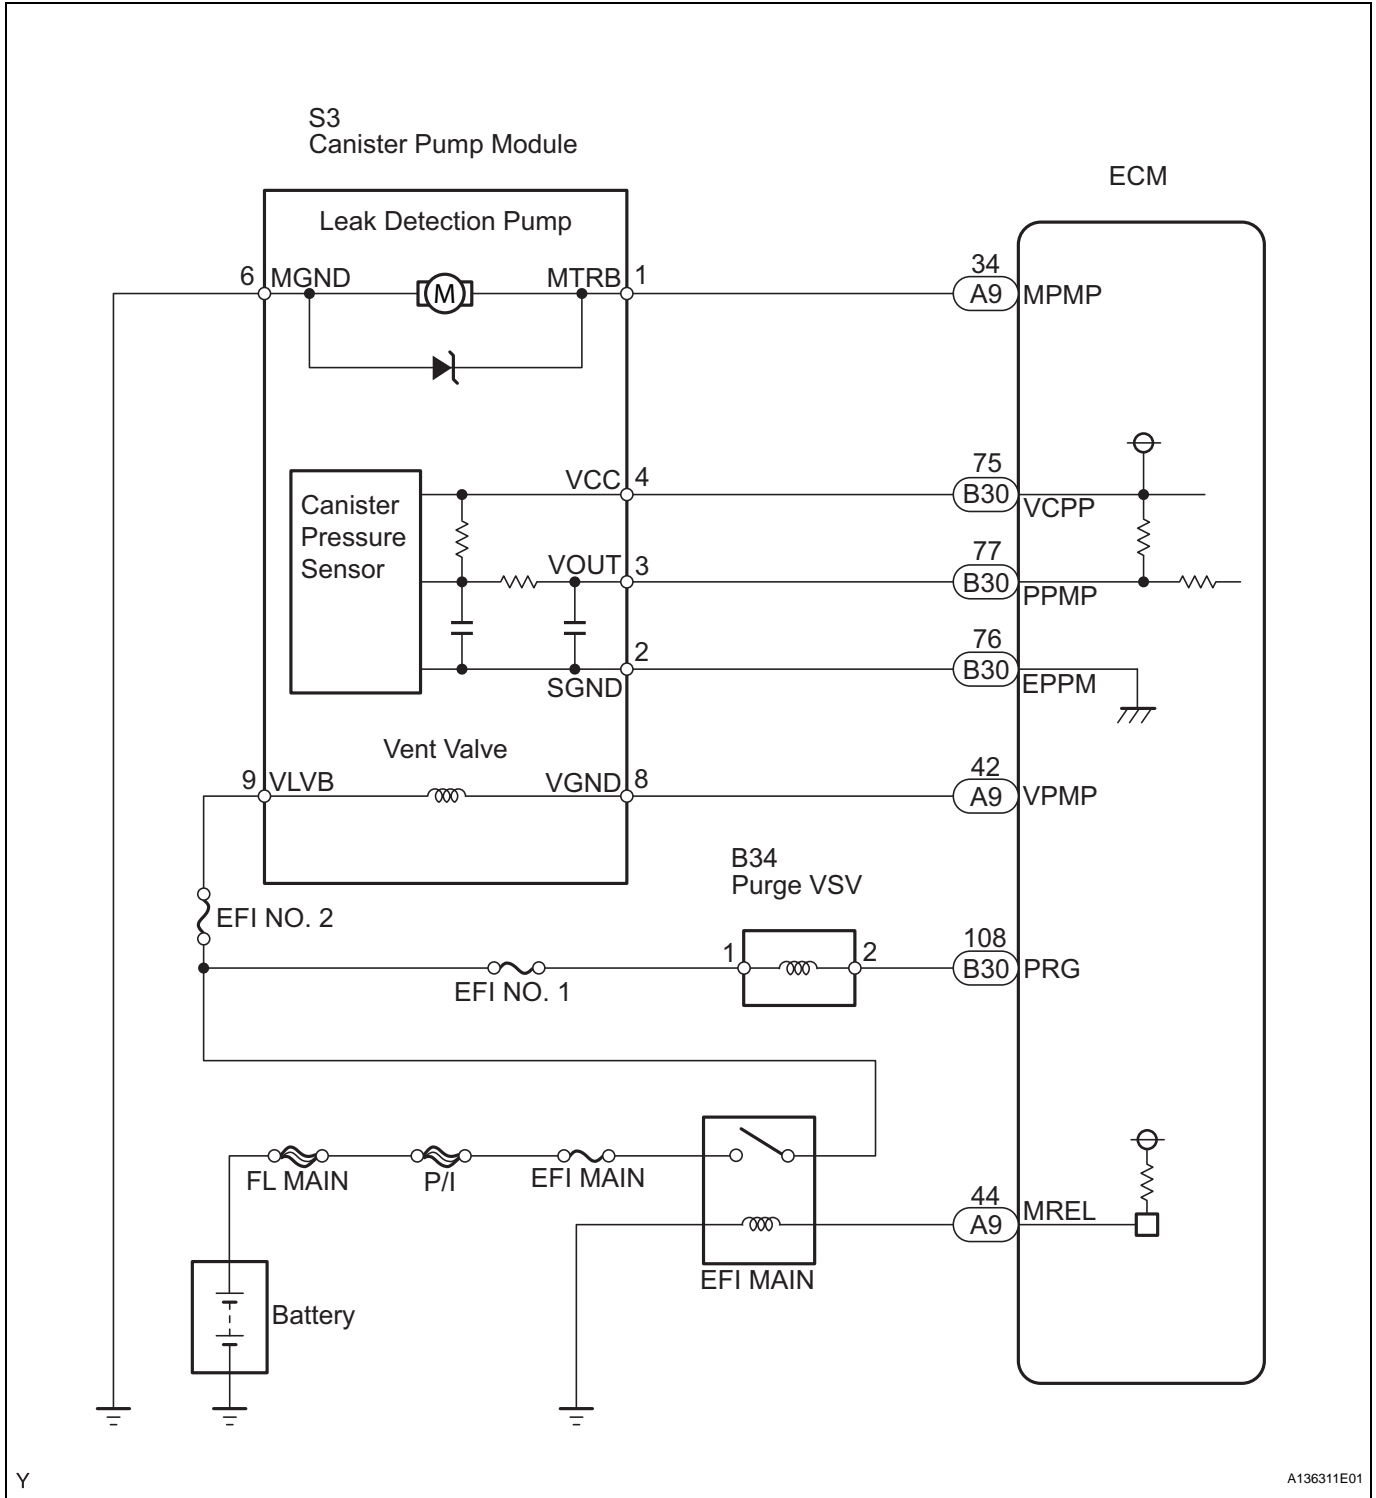 S3
Canister Pump Module
ECM
Leak Detection Pump
6 MGND
M
MTRB 1
34
A9
MPMP
Canister
Pressure
Sensor
VCC 4
75
B30
VCPP
VOUT 3
77
B30
PPMP
2
SGND
76
B30
EPPM
Vent Valve
9 VLVB
VGND 8
42
A9
VPMP
B34
Purge VSV
EFI NO. 2
EFI NO. 1
1
2
108
B30
PRG
FL MAIN
P/I
EFI MAIN
44
A9
MREL
EFI MAIN
Battery
Y
A136311E01